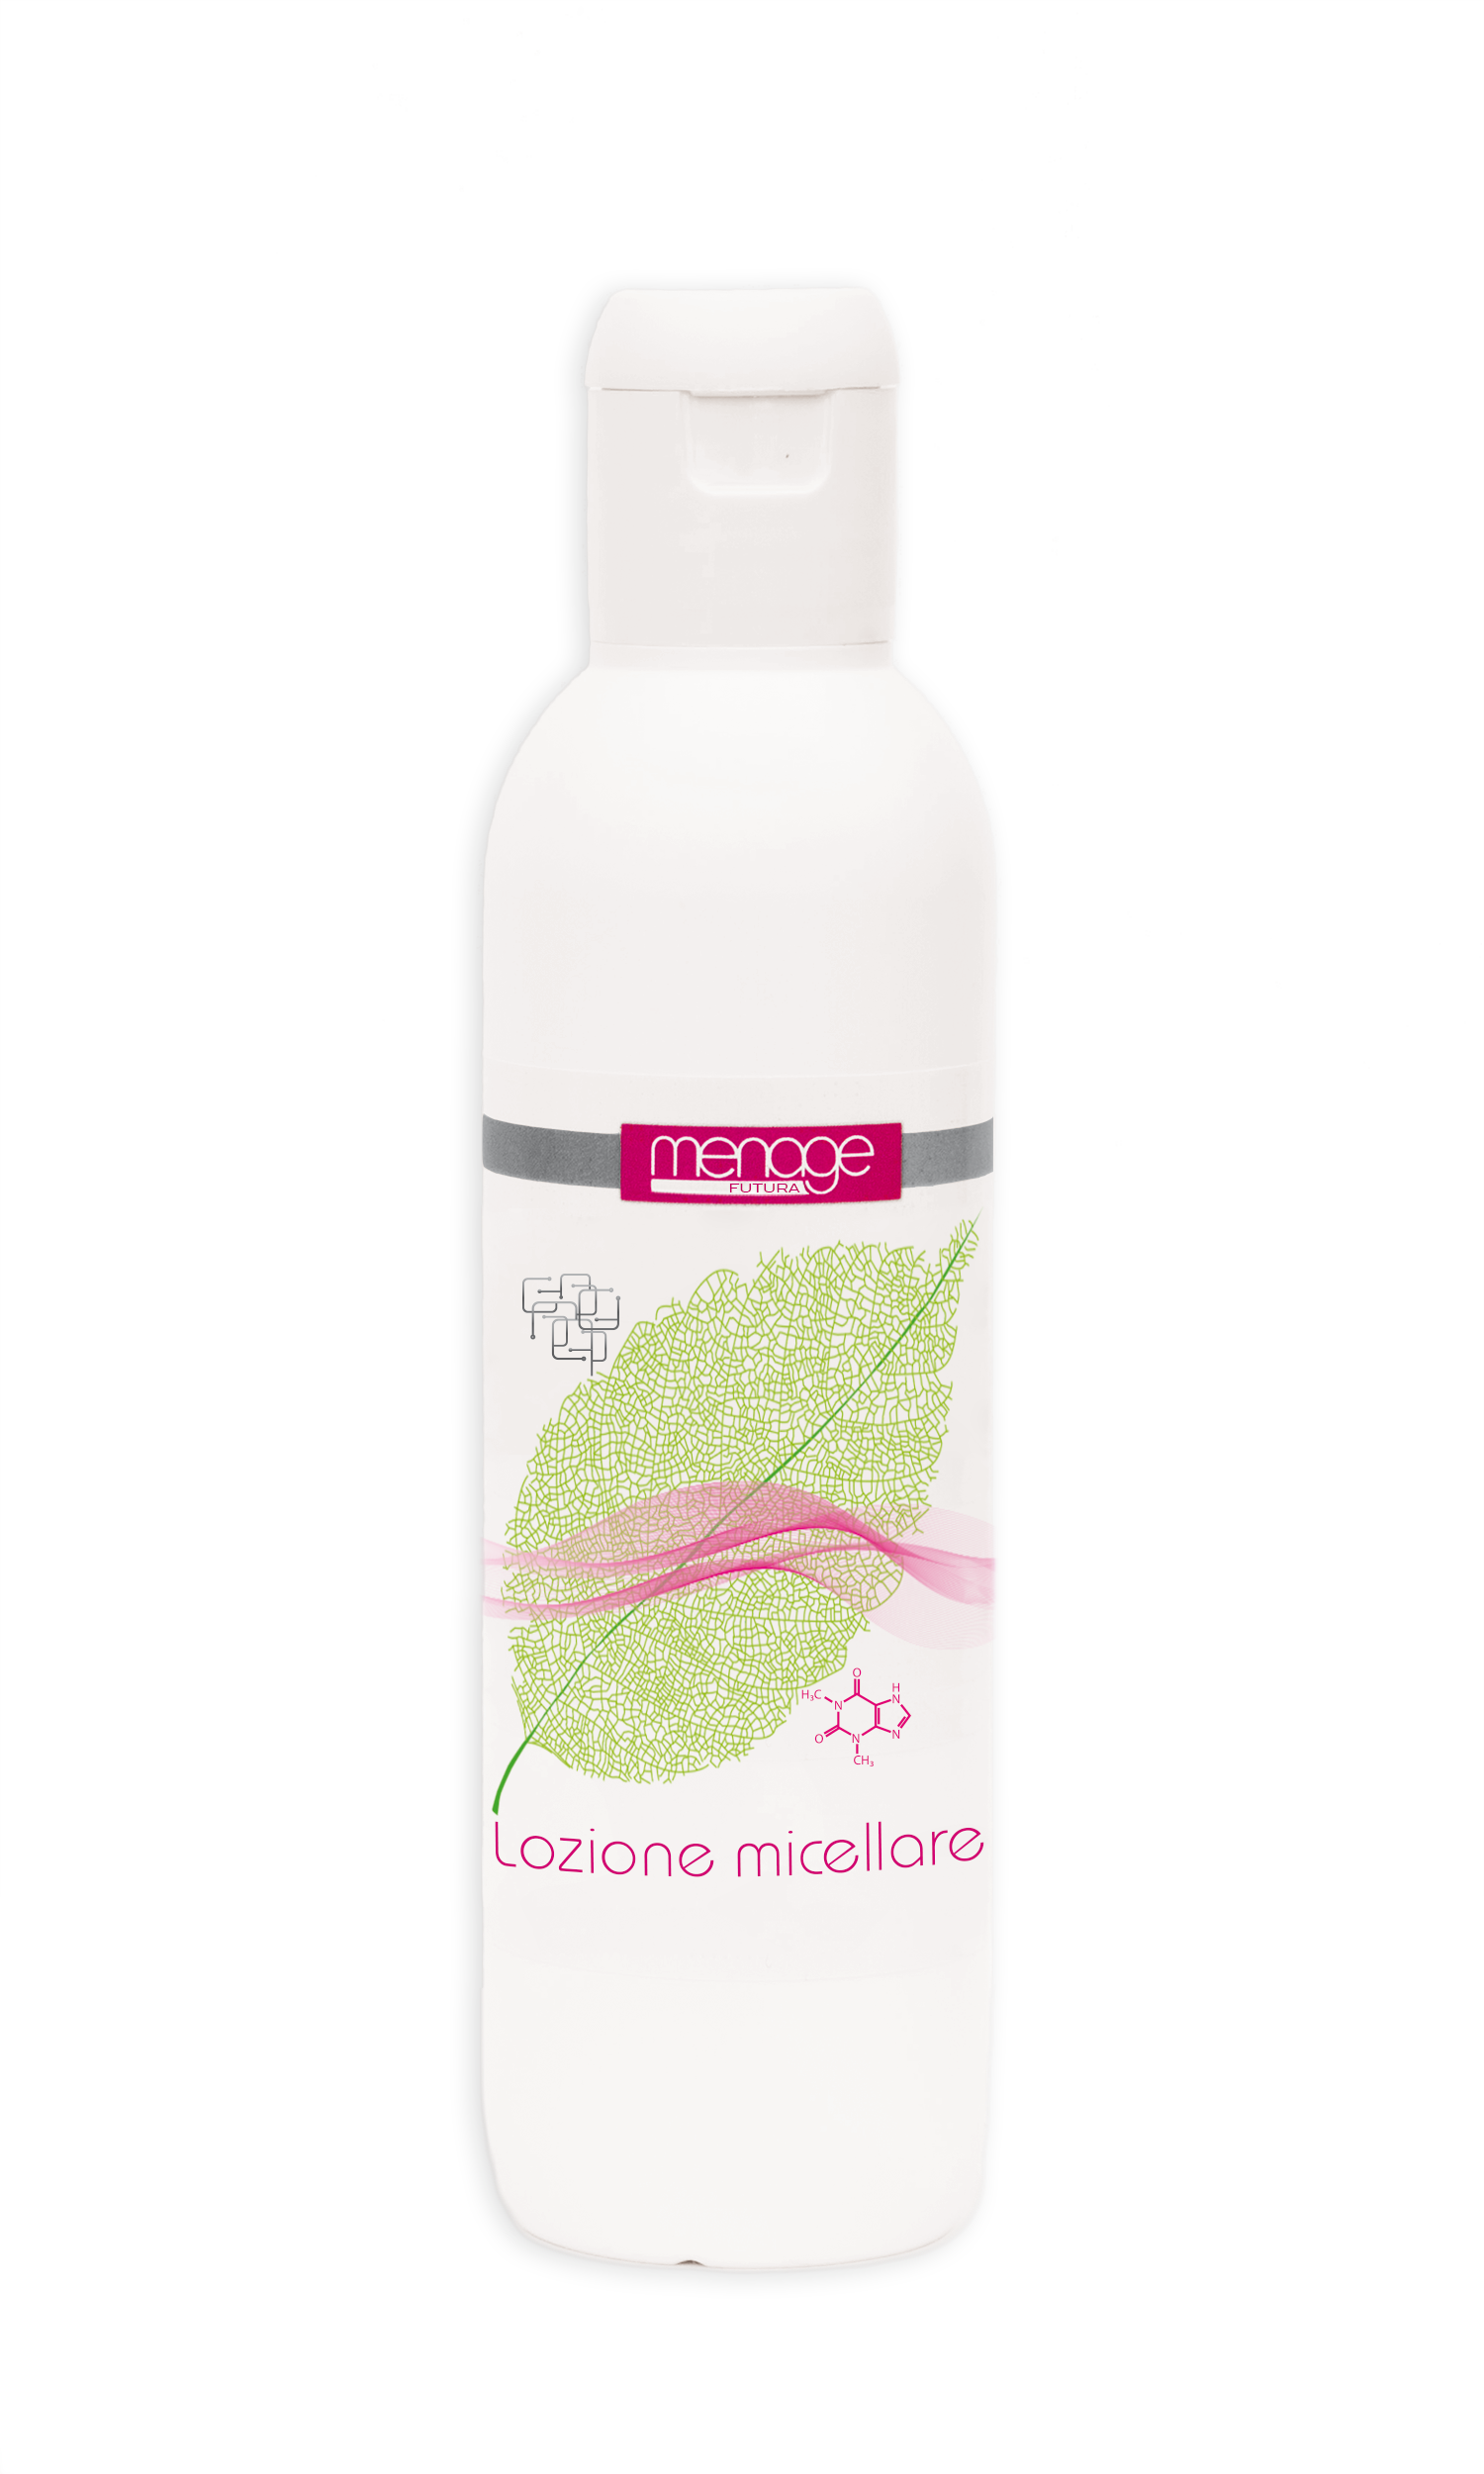 menage
FUTURA
O
H
H₃C
N
N
O
N
N
CH₃
Lozione micellare